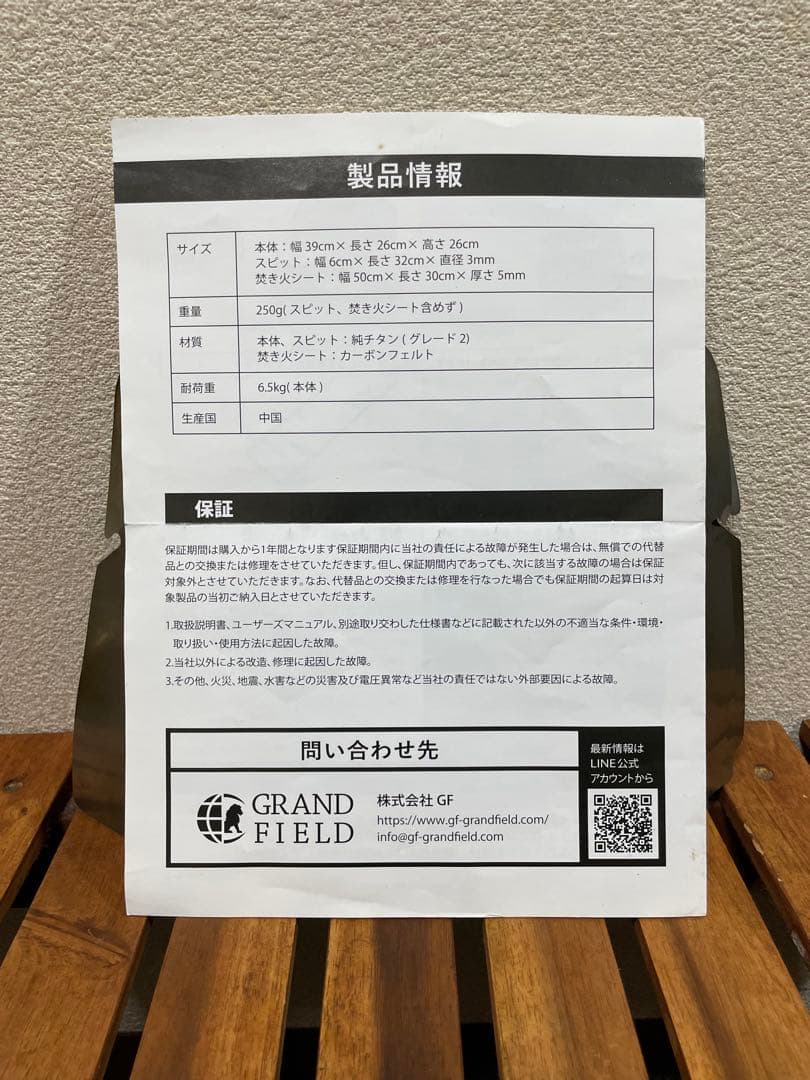 製品情報
サイズ 本体：幅 39cm× 長さ 26cm× 高さ 26cm
スピット：幅 6cm× 長さ 32cm× 直径 3mm
焚き火シート：幅 50cm× 長さ 30cm× 厚さ 5mm
重量 250g( スピット、焚き火シート含めず )
材質 本体、スピット：純チタン ( グレード 2)
焚き火シート：カーボンフェルト
耐荷重 6.5kg( 本体 )
生産国 中国
保証
保証期間は購入から1年間となります保証期間内に当社の責任による故障が発生した場合は、無償での代替
品との交換または修理をさせていただきます。但し、保証期間内であっても、次に該当する故障の場合は保証
対象外とさせていただきます。なお、代替品との交換または修理を行なった場合でも保証期間の起算日は対
象製品の当初ご納入日とさせていただきます。
1.取扱説明書、ユーザーズマニュアル、別途取り交わした仕様書などに記載された以外の不適当な条件・環境・
取り扱い・使用方法に起因した故障。
2.当社以外による改造、修理に起因した故障。
3.その他、火災、地震、水害などの災害及び電圧異常など当社の責任ではない外部要因による故障。
問い合わせ先
GRAND
FIELD
株式会社 GF
https://www.gf-grandfield.com/
info@gf-grandfield.com
最新情報は
LINE公式
アカウントから